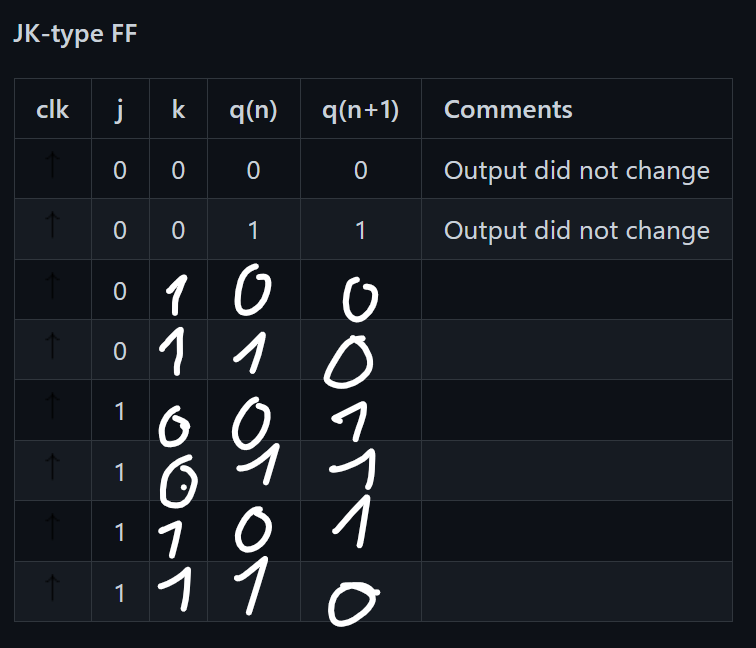 JK-type FF
clk j k q(n) q(n+1) Comments
↑ 0 0 0 0 Output did not change
↑ 0 0 1 1 Output did not change
↑ 0 1 0 0
↑ 0 1 1 0
↑ 1 0 0 1
↑ 1 0 1 1
↑ 1 1 0 1
↑ 1 1 1 0